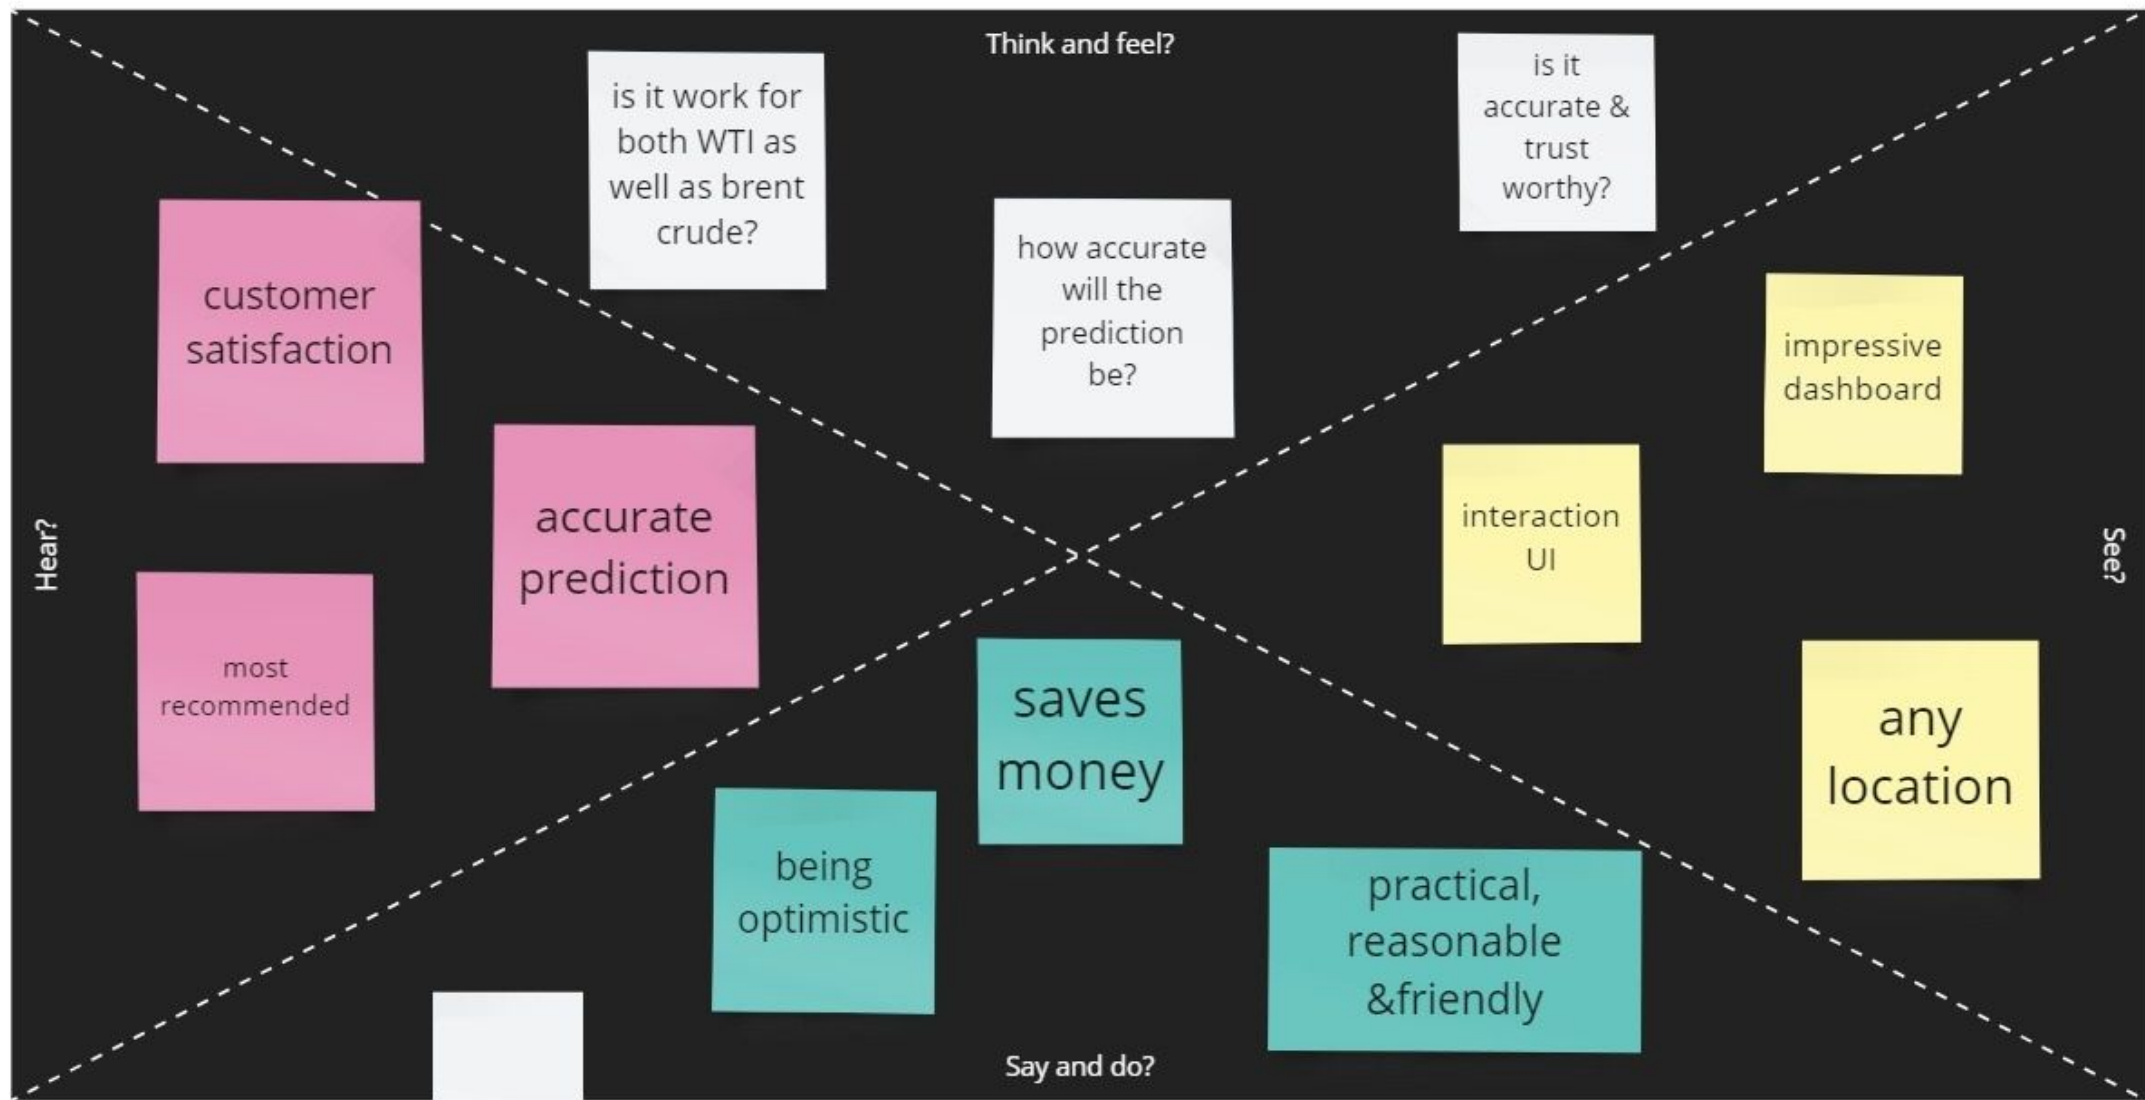 Think and feel?
is it work for
both WTI as
well as brent
crude?
how accurate
will the
prediction
be?
is it
accurate &
trust
worthy?
Hear?
customer
satisfaction
accurate
prediction
most
recommended
See?
impressive
dashboard
interaction
UI
any
location
saves
money
being
optimistic
practical,
reasonable
&friendly
Say and do?